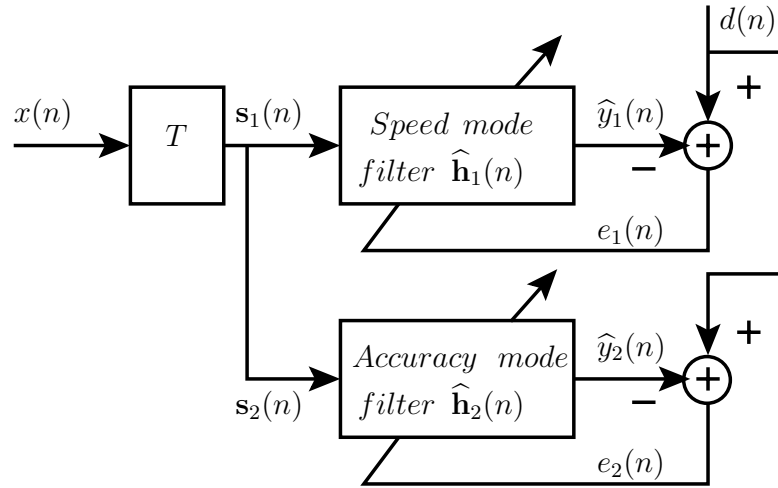 d(n)
x(n)
T
𝐬₁(n)
Speed mode
filter 𝐡̂₁(n)
ŷ₁(n)
+
+
−
e₁(n)
Accuracy mode
filter 𝐡̂₂(n)
ŷ₂(n)
+
+
−
𝐬₂(n)
e₂(n)